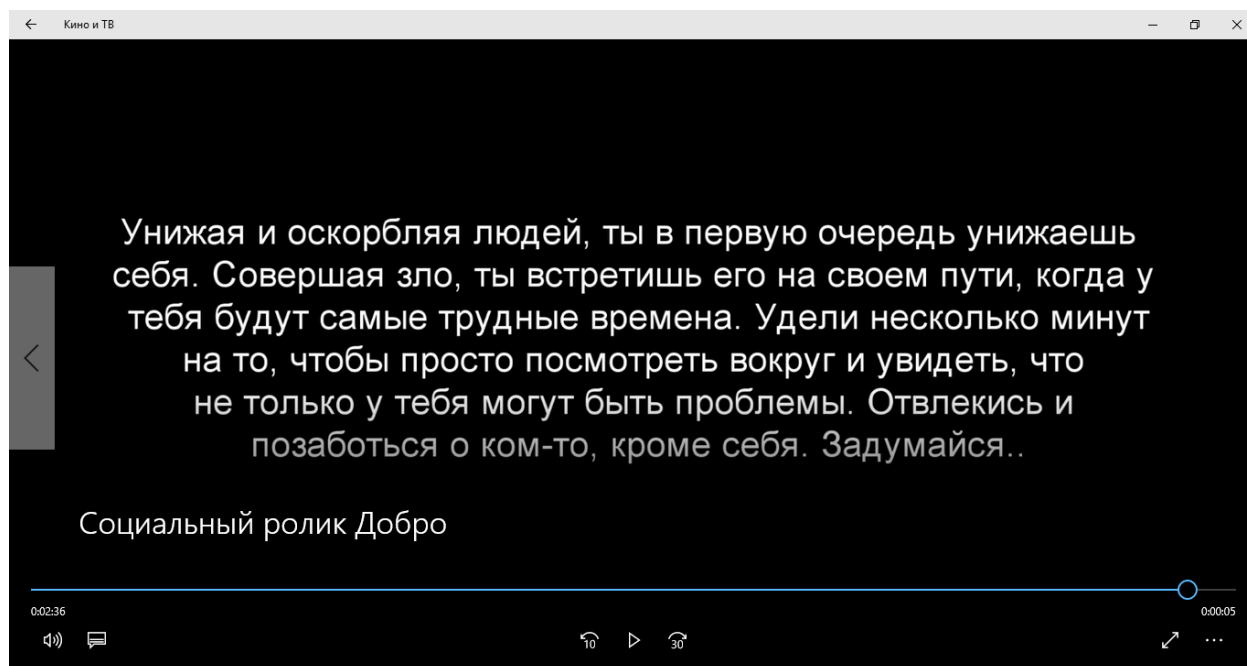 Кино и ТВ
Унижая и оскорбляя людей, ты в первую очередь унижаешь
себя. Совершая зло, ты встретишь его на своем пути, когда у
тебя будут самые трудные времена. Удели несколько минут
на то, чтобы просто посмотреть вокруг и увидеть, что
не только у тебя могут быть проблемы. Отвлекись и
позаботься о ком-то, кроме себя. Задумайся..
Социальный ролик Добро
0:02:36 0:00:05
10 30